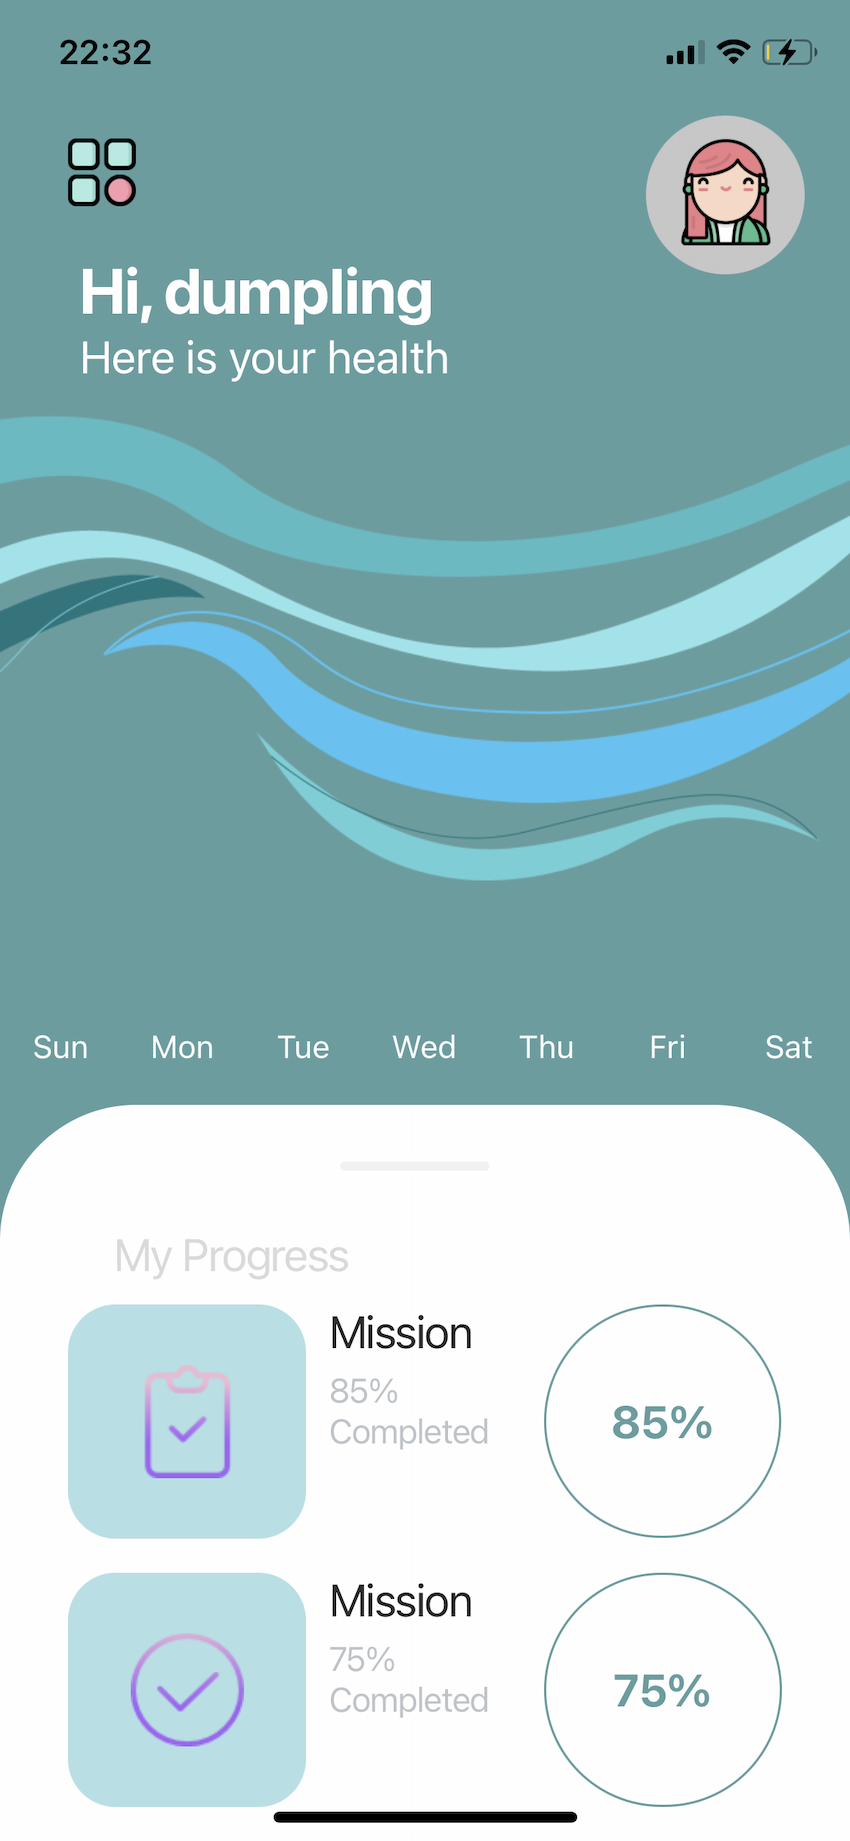 22:32
Hi, dumpling
Here is your health
Sun Mon Tue Wed Thu Fri Sat
My Progress
Mission
85%
Completed
85%
Mission
75%
Completed
75%